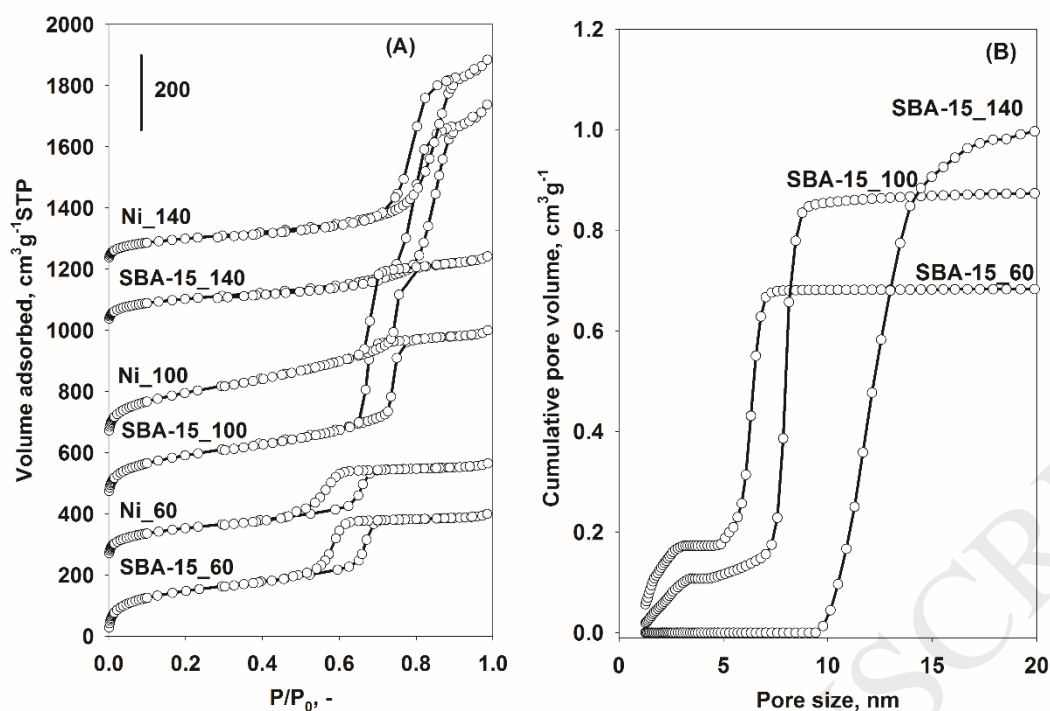 2000
1800
1600
1400
1200
1000
800
600
400
200
0
Volume adsorbed, cm³g⁻¹STP
(A)
200
Ni_140
SBA-15_140
Ni_100
SBA-15_100
Ni_60
SBA-15_60
0.0 0.2 0.4 0.6 0.8 1.0
P/P₀, -
1.2
1.0
0.8
0.6
0.4
0.2
0.0
Cumulative pore volume, cm³g⁻¹
(B)
SBA-15_140
SBA-15_100
SBA-15_60
0 5 10 15 20
Pore size, nm